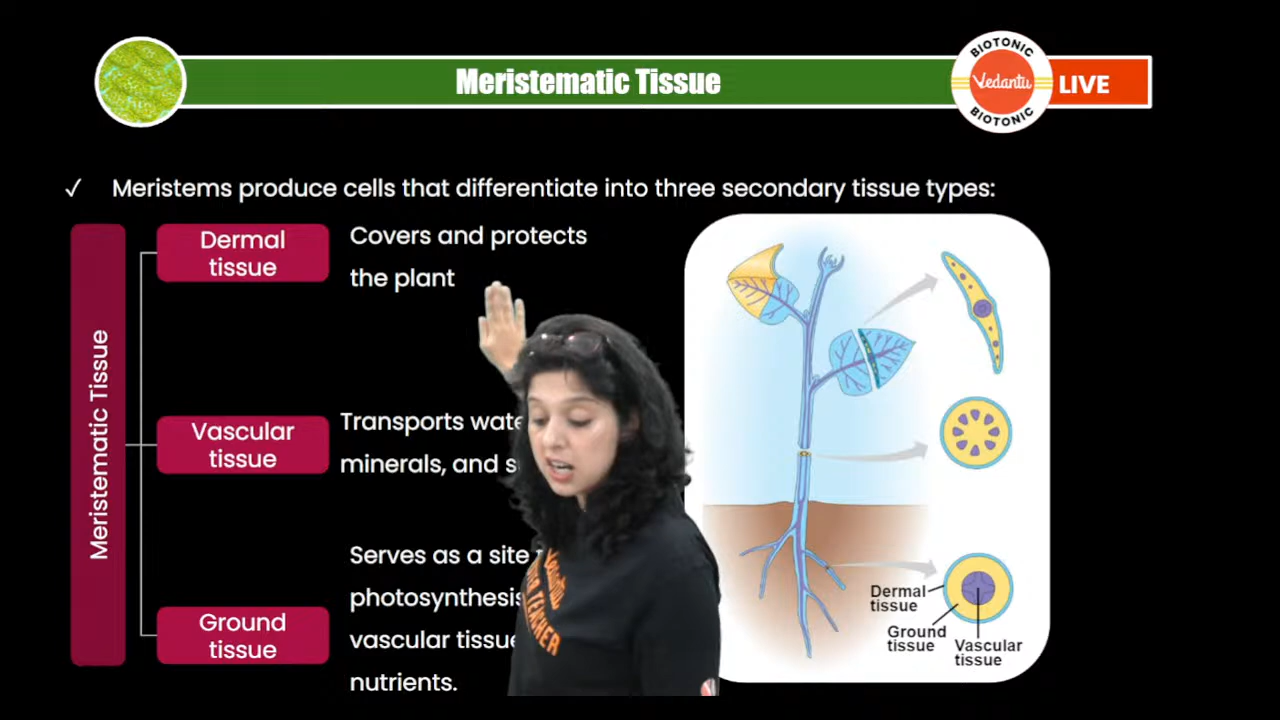 Meristematic Tissue
BIOTONIC
Vedantu
BIOTONIC
LIVE
✓ Meristems produce cells that differentiate into three secondary tissue types:
Meristematic Tissue
Dermal
tissue
Covers and protects
the plant
Vascular
tissue
Transports
minerals, and
Ground
tissue
Serves as a site
photosynthesis
vascular tissue
nutrients.
Dermal
tissue
Ground
tissue
Vascular
tissue
TEACHER